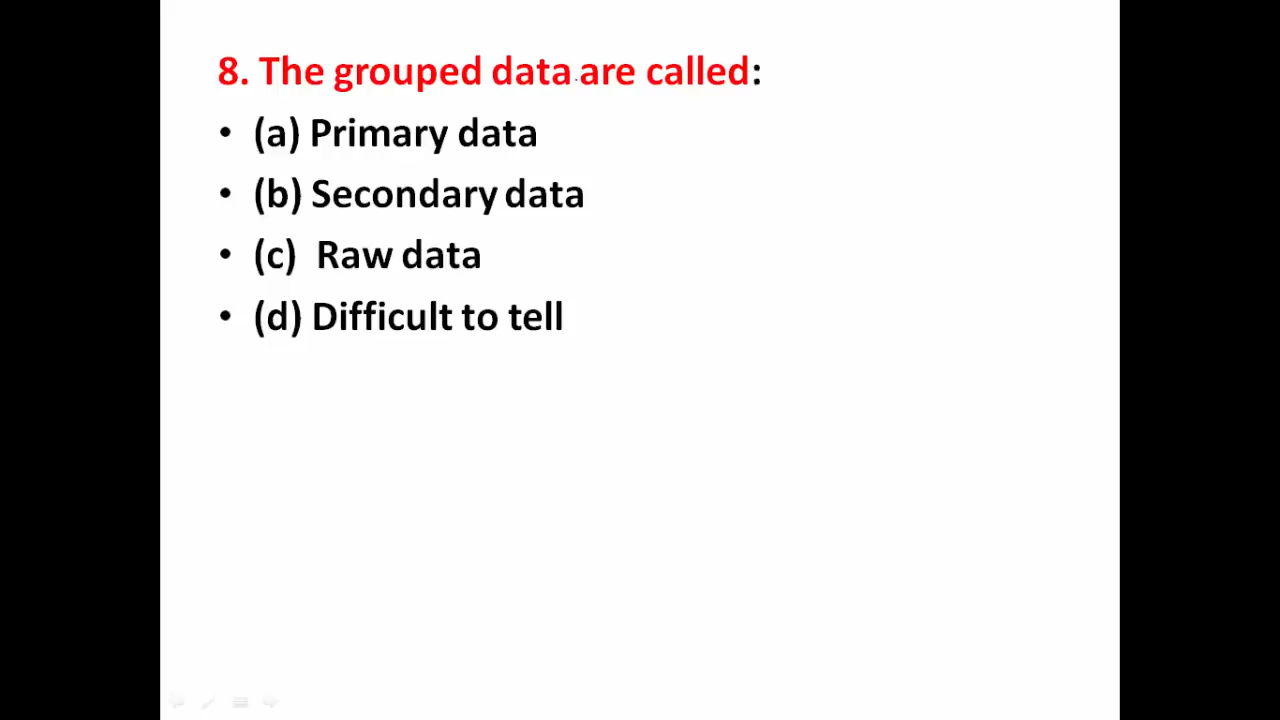 8. The grouped data are called:
• (a) Primary data
• (b) Secondary data
• (c) Raw data
• (d) Difficult to tell